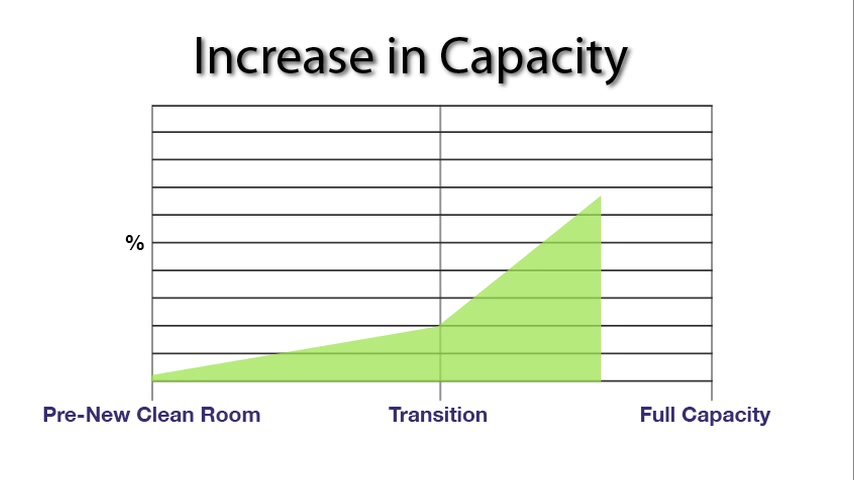 Increase in Capacity
%
Pre-New Clean Room
Transition
Full Capacity